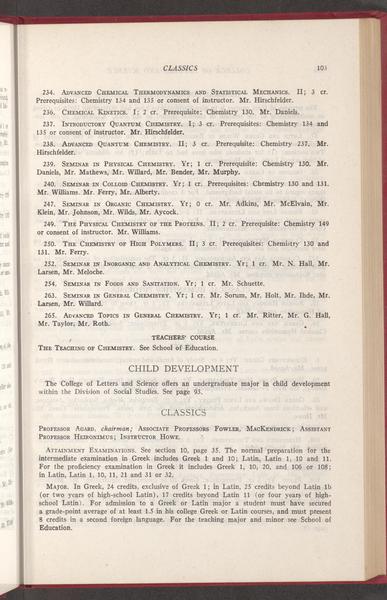 CLASSICS 103
234. ADVANCED CHEMICAL THERMODYNAMICS AND STATISTICAL MECHANICS. II; 3 cr.
Prerequisites: Chemistry 134 and 135 or consent of instructor. Mr. Hirschfelder.
236. CHEMICAL KINETICS. I; 2 cr. Prerequisite: Chemistry 130. Mr. Daniels.
237. INTRODUCTORY QUANTUM CHEMISTRY. I; 3 cr. Prerequisites: Chemistry 134 and
135 or consent of instructor. Mr. Hirschfelder.
238. ADVANCED QUANTUM CHEMISTRY. II; 3 cr. Prerequisite: Chemistry 237. Mr.
Hirschfelder.
239. SEMINAR IN PHYSICAL CHEMISTRY. Yr; 1 cr. Prerequisite: Chemistry 130. Mr.
Daniels, Mr. Mathews, Mr. Willard, Mr. Bender, Mr. Murphy.
240. SEMINAR IN COLLOID CHEMISTRY. Yr; 1 cr. Prerequisites: Chemistry 130 and 131.
Mr. Williams. Mr. Ferry, Mr. Alberty.
247. SEMINAR IN ORGANIC CHEMISTRY. Yr; 0 cr. Mr. Adkins, Mr. McElvain, Mr.
Klein, Mr. Johnson, Mr. Wilds, Mr. Aycock.
249. THE PHYSICAL CHEMISTRY OF THE PROTEINS. II; 2 cr. Prerequisite: Chemistry 149
or consent of instructor. Mr. Williams.
250. THE CHEMISTRY OF HIGH POLYMERS. II; 3 cr. Prerequisites: Chemistry 130 and
131. Mr. Ferry.
252. SEMINAR IN INORGANIC AND ANALYTICAL CHEMISTRY. Yr; 1 cr. Mr. N. Hall, Mr.
Larsen, Mr. Meloche.
254. SEMINAR IN FOODS AND SANITATION. Yr; 1 cr. Mr. Schuette.
263. SEMINAR IN GENERAL CHEMISTRY. Yr; 1 cr. Mr. Sorum, Mr. Holt, Mr. Ihde, Mr.
Larsen, Mr. Willard.
265. ADVANCED TOPICS IN GENERAL CHEMISTRY. Yr; 1 cr. Mr. Ritter, Mr. G. Hall,
Mr. Taylor, Mr. Roth.
TEACHERS' COURSE
THE TEACHING OF CHEMISTRY. See School of Education.
CHILD DEVELOPMENT
The College of Letters and Science offers an undergraduate major in child development
within the Division of Social Studies. See page 93.
CLASSICS
PROFESSOR AGARD, chairman; ASSOCIATE PROFESSORS FOWLER, MACKENDRICK; ASSISTANT
PROFESSOR HEIRONIMUS; INSTRUCTOR HOWE.
ATTAINMENT EXAMINATIONS. See section 10, page 35. The normal preparation for the
intermediate examination in Greek includes Greek 1 and 10; Latin, Latin 1, 10 and 11.
For the proficiency examination in Greek it includes Greek 1, 10, 20, and 106 or 108;
in Latin, Latin 1, 10, 11, 21 and 31 or 32.
MAJOR. In Greek, 24 credits, exclusive of Greek 1; in Latin, 25 credits beyond Latin 1b
(or two years of high-school Latin), 17 credits beyond Latin 11 (or four years of high-
school Latin). For admission to a Greek or Latin major a student must have secured
a grade-point average of at least 1.5 in his college Greek or Latin courses, and must present
8 credits in a second foreign language. For the teaching major and minor see School of
Education.